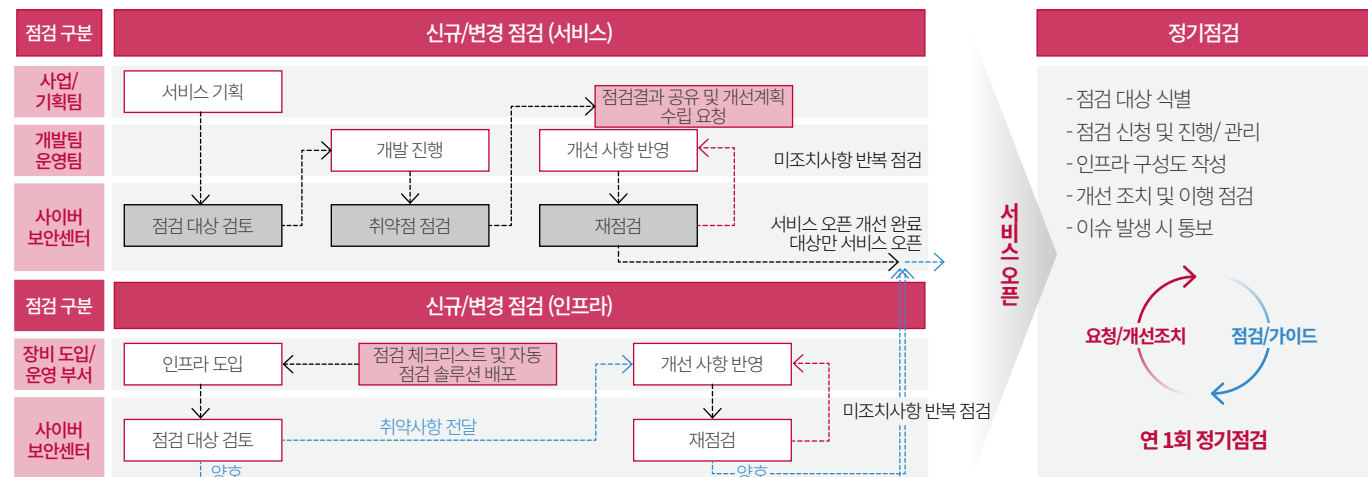 점검 구분
신규/변경 점검 (서비스)
사업/
기획팀
서비스 기획
점검결과 공유 및 개선계획
수립 요청
개발팀
운영팀
개발 진행
개선 사항 반영
미조치사항 반복 점검
사이버
보안센터
점검 대상 검토
취약점 점검
재점검
서비스 오픈 개선 완료
대상만 서비스 오픈
점검 구분
신규/변경 점검 (인프라)
장비 도입/
운영 부서
인프라 도입
점검 체크리스트 및 자동
점검 솔루션 배포
개선 사항 반영
미조치사항 반복 점검
사이버
보안센터
점검 대상 검토
취약사항 전달
재점검
양호
양호
서비스 오픈
정기점검
- 점검 대상 식별
- 점검 신청 및 진행/ 관리
- 인프라 구성도 작성
- 개선 조치 및 이행 점검
- 이슈 발생 시 통보
요청/개선조치
점검/가이드
연 1회 정기점검